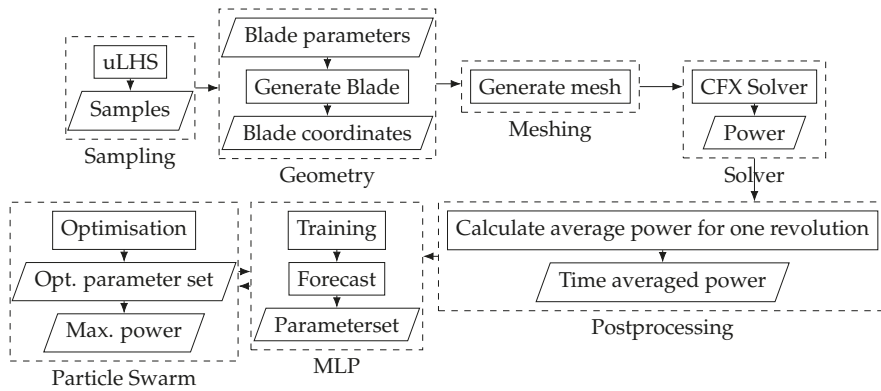 uLHS
Samples
Sampling
Blade parameters
Generate Blade
Blade coordinates
Geometry
Generate mesh
Meshing
CFX Solver
Power
Solver
Calculate average power for one revolution
Time averaged power
Postprocessing
Training
Forecast
Parameterset
MLP
Optimisation
Opt. parameter set
Max. power
Particle Swarm